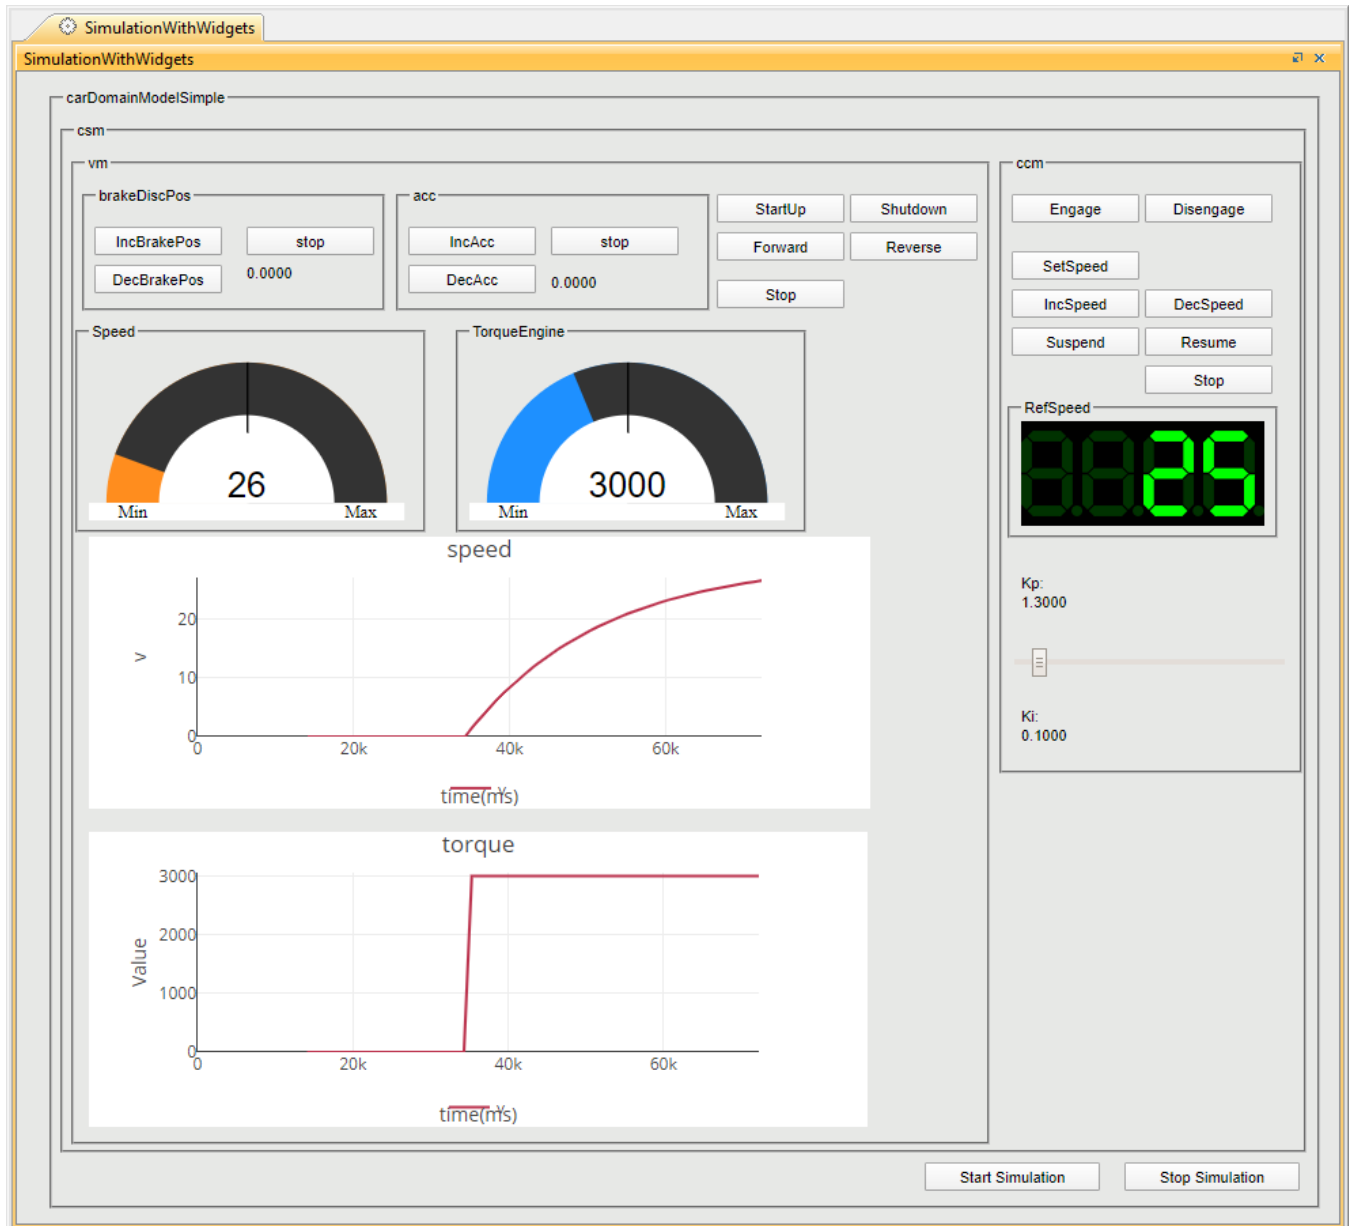 SimulationWithWidgets
SimulationWithWidgets
carDomainModelSimple
csm
vm
brakeDiscPos
IncBrakePos stop
DecBrakePos 0.0000
acc
IncAcc stop
DecAcc 0.0000
StartUp Shutdown
Forward Reverse
Stop
Speed
26
Min Max
TorqueEngine
3000
Min Max
speed
v
20
10
0
0 20k 40k 60k
time(ms)
v
torque
Value
3000
2000
1000
0
0 20k 40k 60k
time(ms)
v
ccm
Engage Disengage
SetSpeed
IncSpeed DecSpeed
Suspend Resume
Stop
RefSpeed
25
Kp:
1.3000
Ki:
0.1000
Start Simulation Stop Simulation